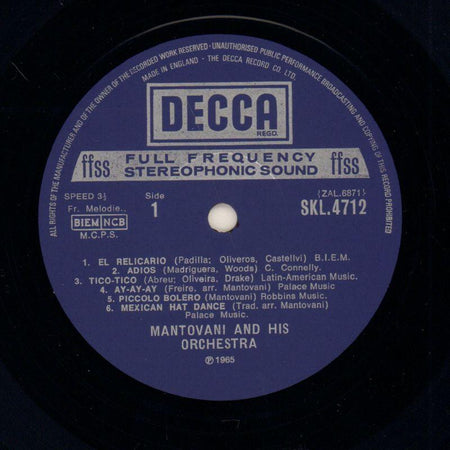 ALL RIGHTS OF THE MANUFACTURER AND OF THE OWNER OF THE RECORDED WORK RESERVED · UNAUTHORISED PUBLIC PERFORMANCE BROADCASTING AND COPYING OF THIS RECORD PROHIBITED
MADE IN ENGLAND · THE DECCA RECORD CO LTD.
DECCA
REGD.
ffss FULL FREQUENCY STEREOPHONIC SOUND ffss
SPEED 3⅓ Side 1 (ZAL.6871)
SKL.4712
Fr. Melodie..
BIEM NCB
M.C.P.S.
1. EL RELICARIO (Padilla; Oliveros, Castellvi) B.I.E.M.
2. ADIOS (Madriguera, Woods) C. Connelly.
3. TICO-TICO (Abreu; Oliveira, Drake) Latin-American Music.
4. AY-AY-AY (Freire. arr. Mantovani) Palace Music
5. PICCOLO BOLERO (Mantovani) Robbins Music.
6. MEXICAN HAT DANCE (Trad. arr. Mantovani)
Palace Music.
MANTOVANI AND HIS
ORCHESTRA
℗ 1965